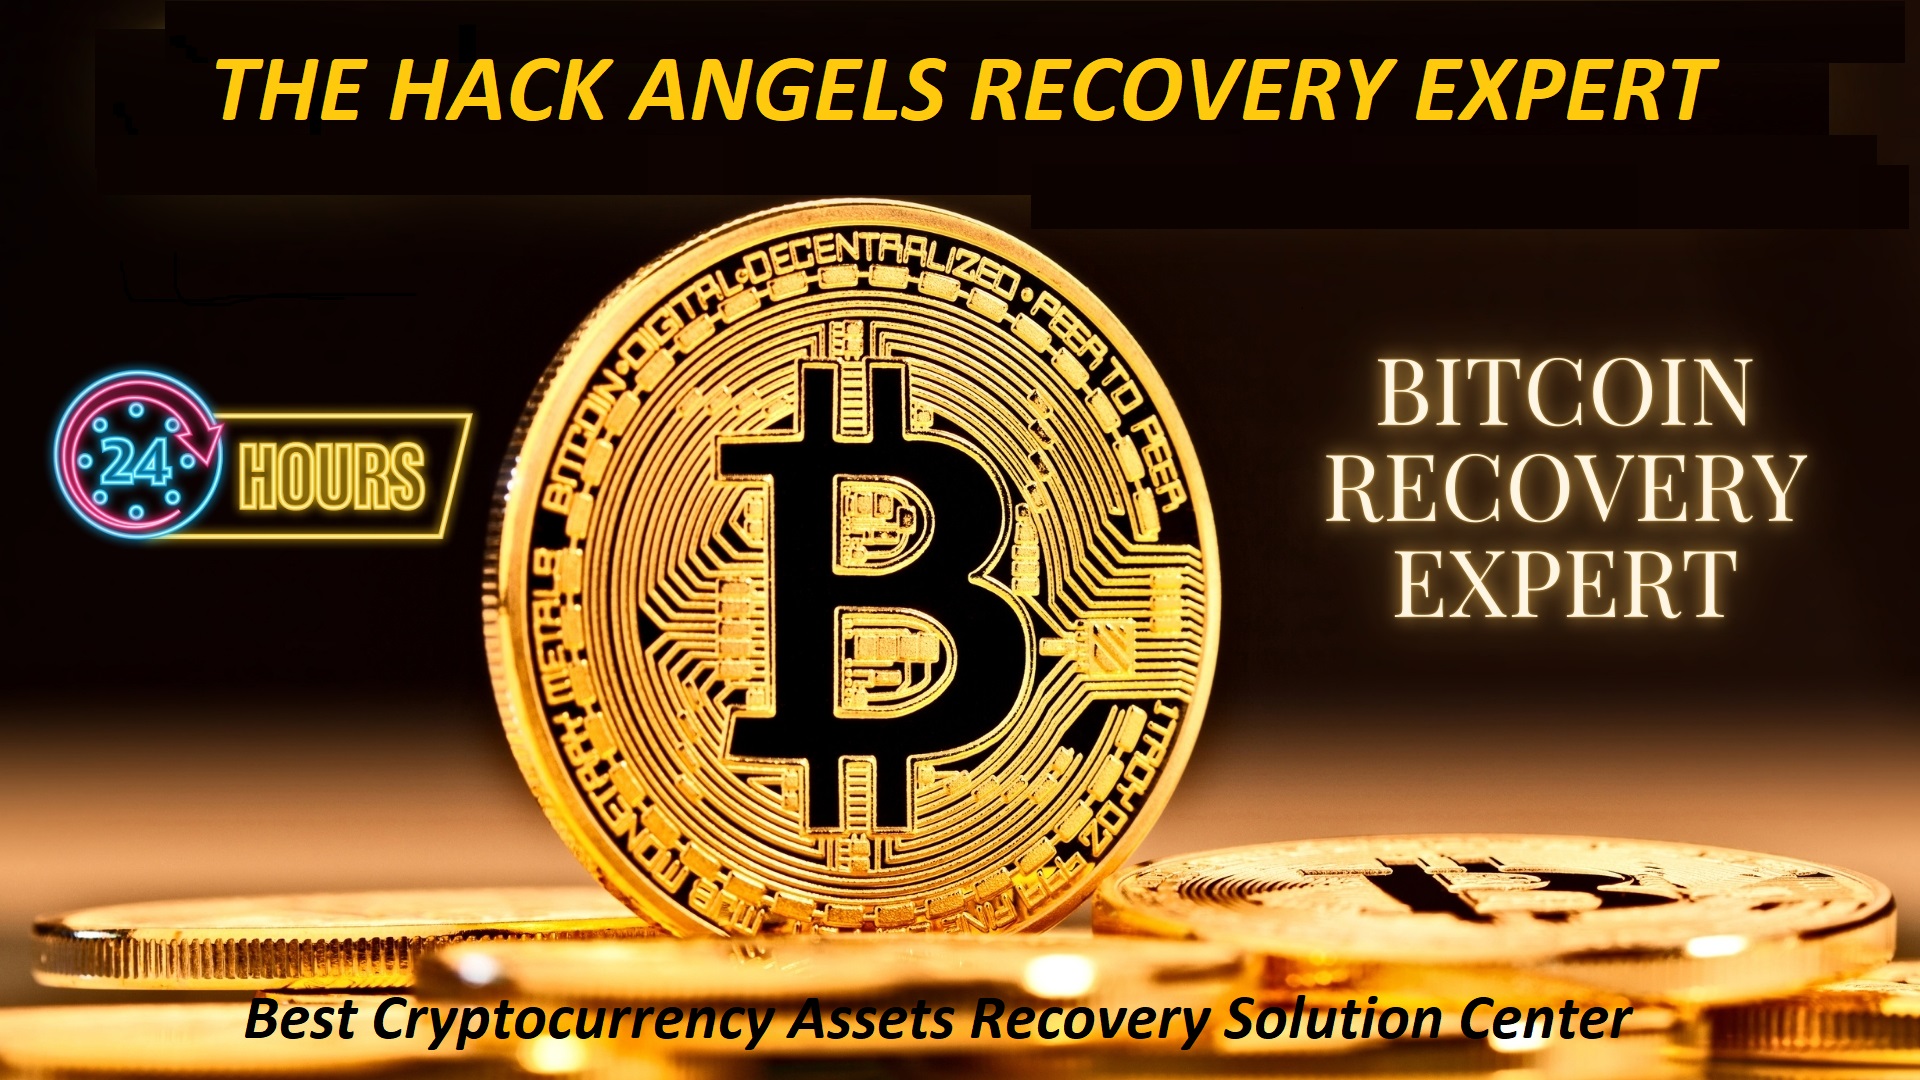 THE HACK ANGELS RECOVERY EXPERT
24
HOURS
BITCOIN
RECOVERY
EXPERT
BITCOIN•DIGITAL•DECENTRALIZED•PEER TO PEER
Best Cryptocurrency Assets Recovery Solution Center